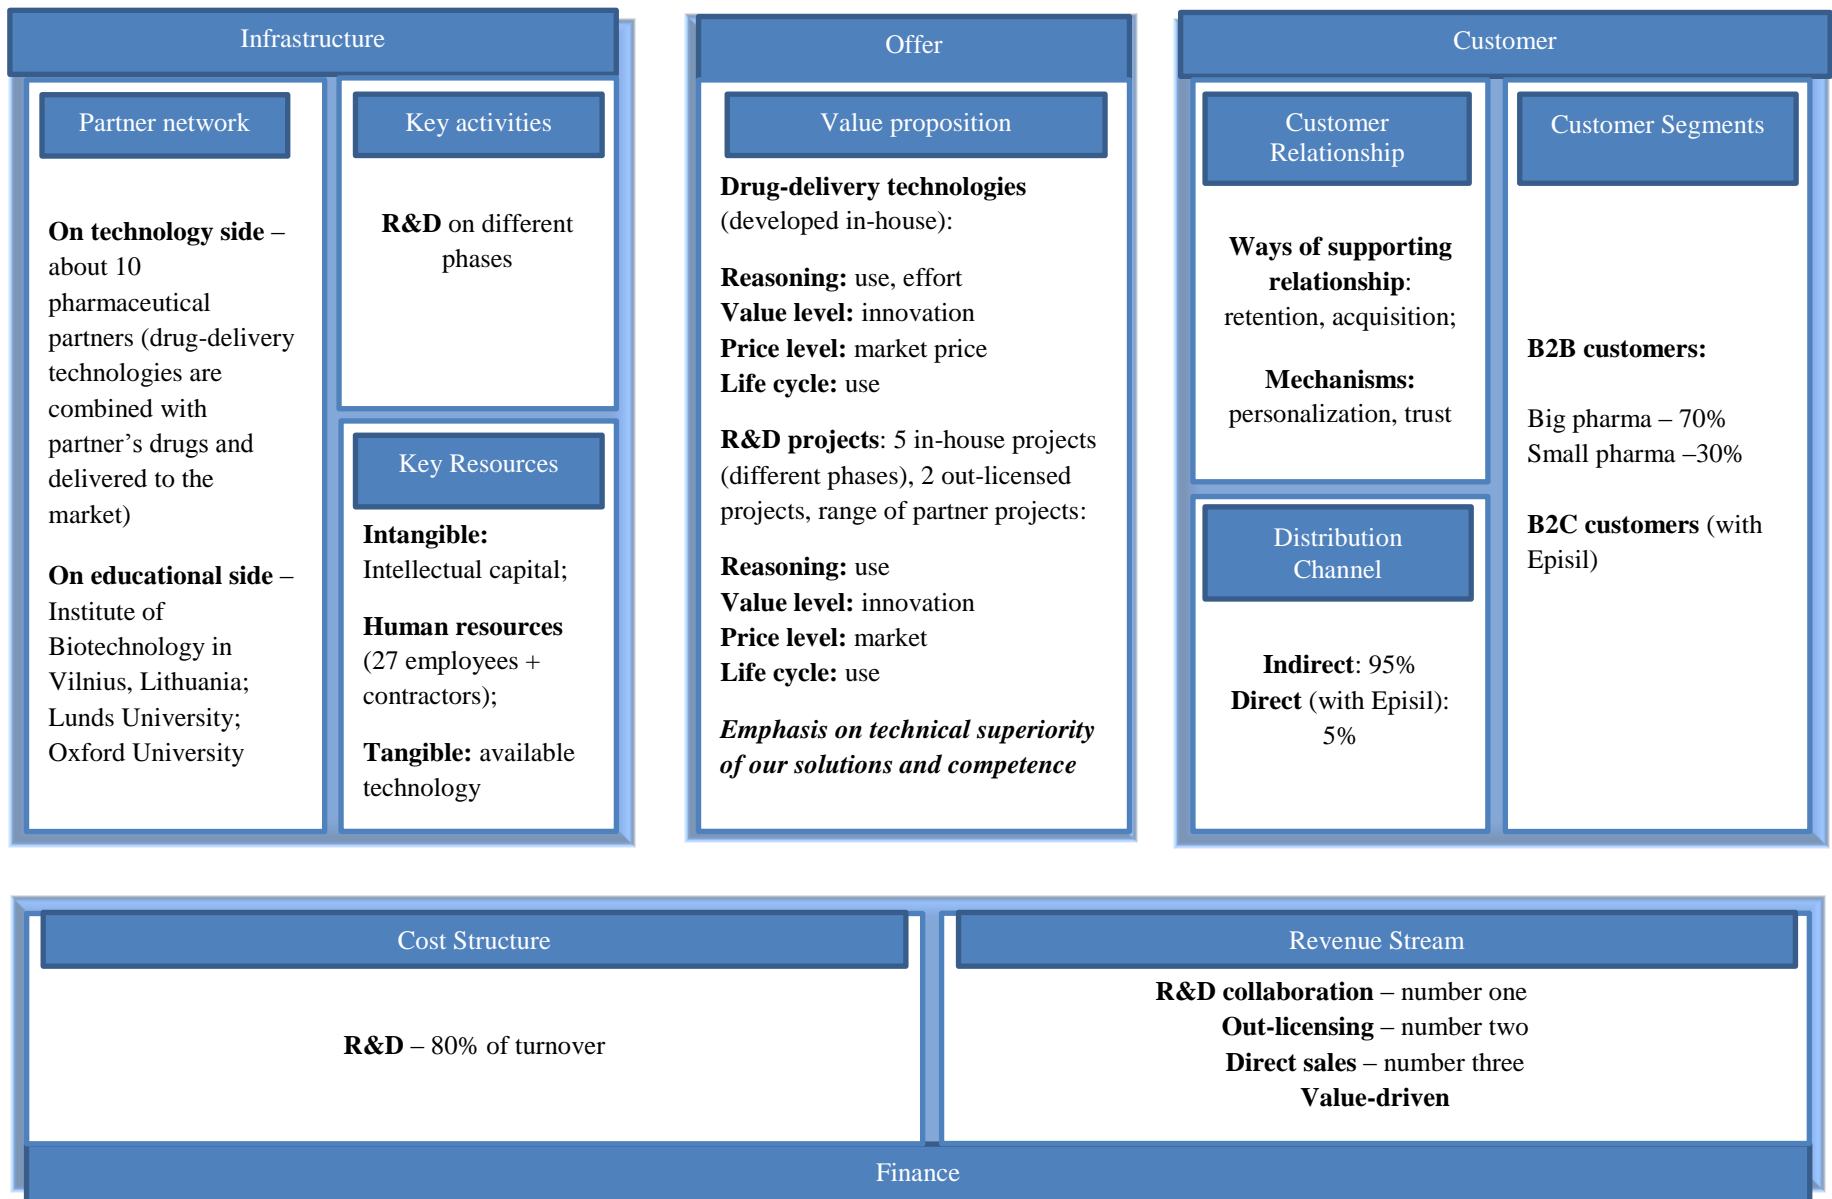 Infrastructure
Partner network
On technology side –
about 10
pharmaceutical
partners (drug-delivery
technologies are
combined with
partner’s drugs and
delivered to the
market)
On educational side –
Institute of
Biotechnology in
Vilnius, Lithuania;
Lunds University;
Oxford University
Key activities
R&D on different
phases
Key Resources
Intangible:
Intellectual capital;
Human resources
(27 employees +
contractors);
Tangible: available
technology
Offer
Value proposition
Drug-delivery technologies
(developed in-house):
Reasoning: use, effort
Value level: innovation
Price level: market price
Life cycle: use
R&D projects: 5 in-house projects
(different phases), 2 out-licensed
projects, range of partner projects:
Reasoning: use
Value level: innovation
Price level: market
Life cycle: use
Emphasis on technical superiority
of our solutions and competence
Customer
Customer
Relationship
Ways of supporting
relationship:
retention, acquisition;
Mechanisms:
personalization, trust
Distribution
Channel
Indirect: 95%
Direct (with Episil):
5%
Customer Segments
B2B customers:
Big pharma – 70%
Small pharma –30%
B2C customers (with
Episil)
Cost Structure
R&D – 80% of turnover
Revenue Stream
R&D collaboration – number one
Out-licensing – number two
Direct sales – number three
Value-driven
Finance